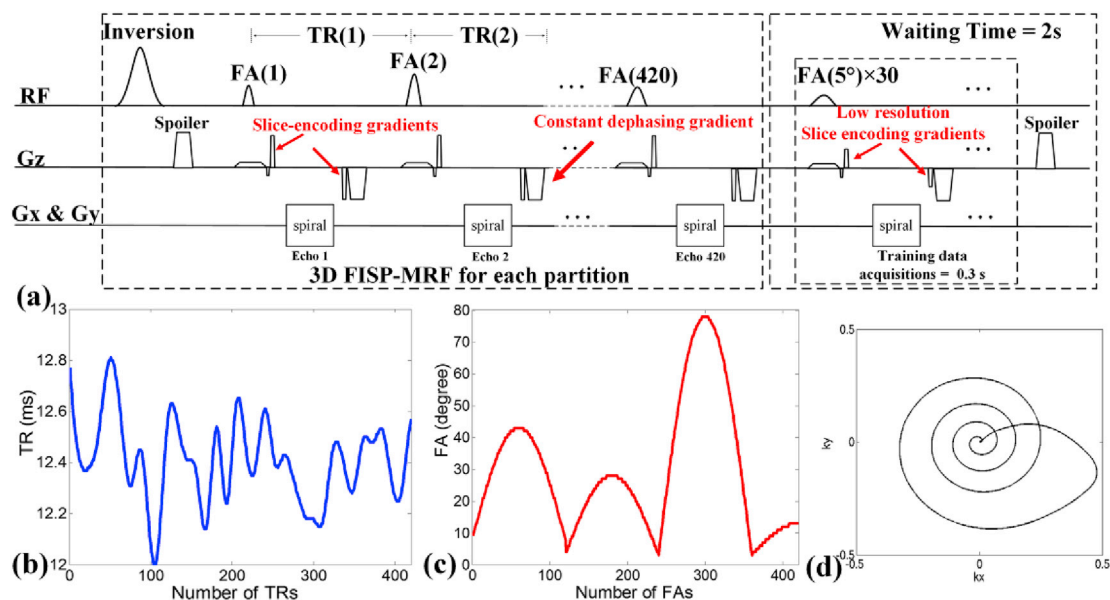 Inversion
TR(1)
TR(2)
Waiting Time = 2s
FA(1)
FA(2)
FA(420)
FA(5°)×30
RF
Spoiler
Slice-encoding gradients
Constant dephasing gradient
Low resolution
Slice encoding gradients
Spoiler
Gz
Gx & Gy
spiral
spiral
spiral
spiral
Echo 1
Echo 2
Echo 420
Training data
acquisitions = 0.3 s
3D FISP-MRF for each partition
(a)
13
12.8
12.6
12.4
12.2
12
TR (ms)
0
100
200
300
400
Number of TRs
(b)
80
70
60
50
40
30
20
10
0
FA (degree)
0
100
200
300
400
Number of FAs
(c)
0.5
0
-0.5
ky
-0.5
0
0.5
kx
(d)